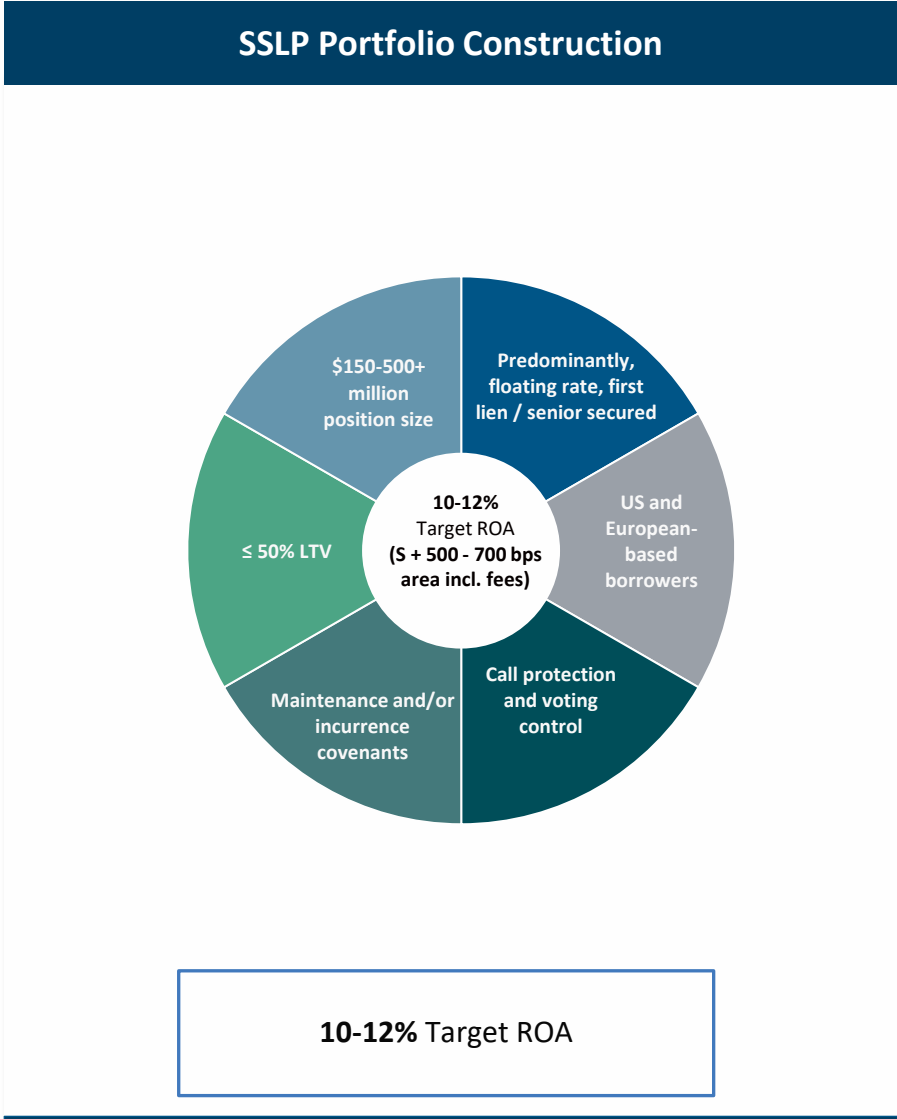 SSLP Portfolio Construction
$150-500+
million
position size
Predominantly,
floating rate, first
lien / senior secured
≤ 50% LTV
10-12%
Target ROA
(S + 500 - 700 bps
area incl. fees)
US and
European-
based
borrowers
Maintenance and/or
incurrence
covenants
Call protection
and voting
control
10-12% Target ROA